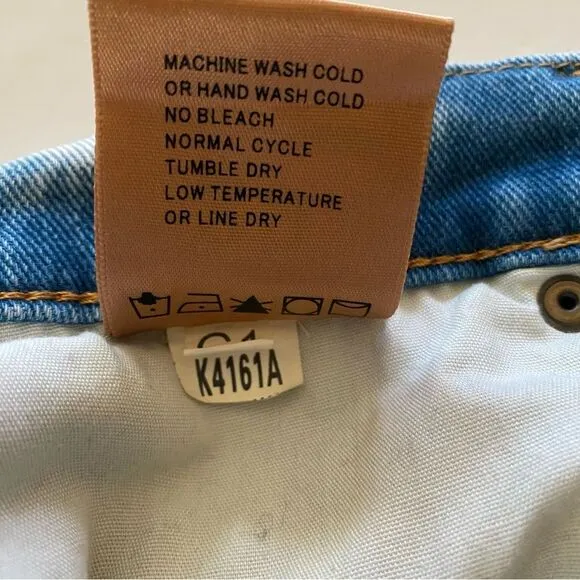 MACHINE WASH COLD
OR HAND WASH COLD
NO BLEACH
NORMAL CYCLE
TUMBLE DRY
LOW TEMPERATURE
OR LINE DRY
K4161A